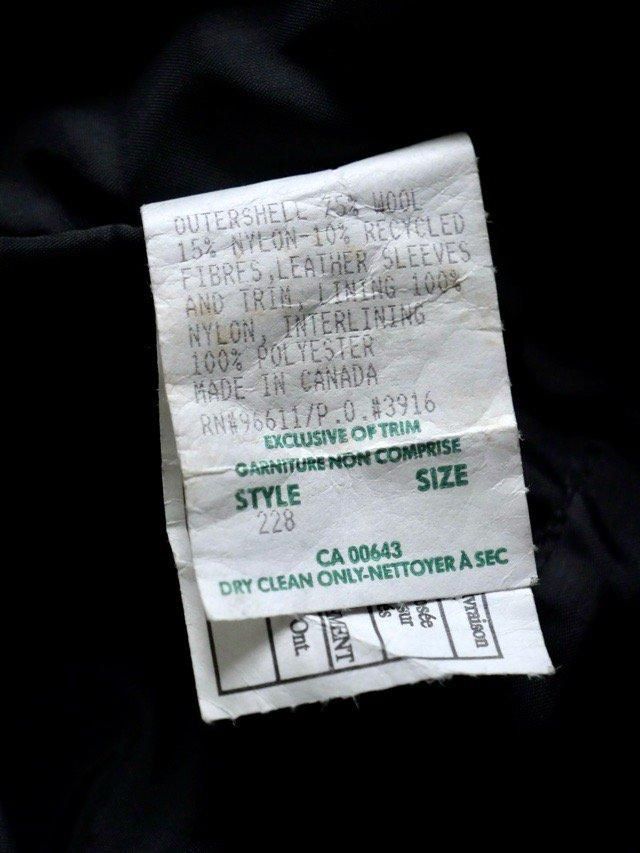 OUTERSHELL 75% WOOL
15% NYLON-10% RECYCLED
FIBRES,LEATHER SLEEVES
AND TRIM, LINING 100%
NYLON, INTERLINING
100% POLYESTER
MADE IN CANADA
RN#96611/P.O.#3916
EXCLUSIVE OF TRIM
GARNITURE NON COMPRISE
STYLE SIZE
228
CA 00643
DRY CLEAN ONLY-NETTOYER À SEC
Ont.
sur